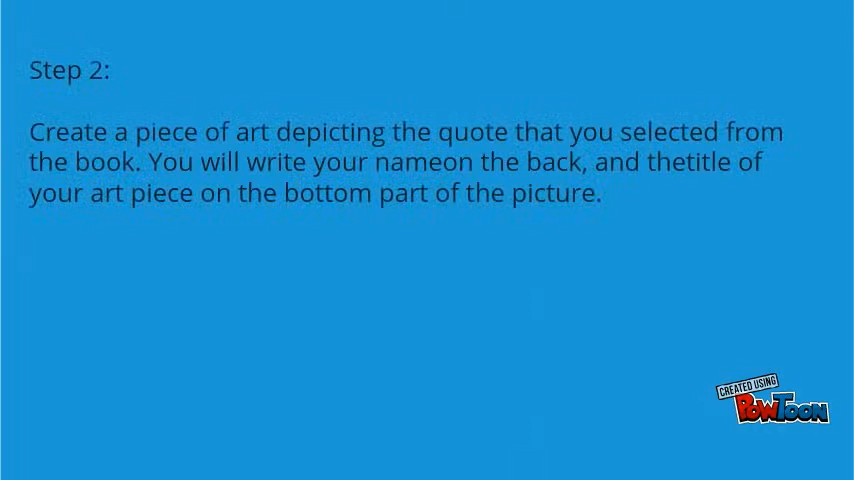 Step 2:
Create a piece of art depicting the quote that you selected from
the book. You will write your nameon the back, and thetitle of
your art piece on the bottom part of the picture.
CREATED USING
PowToon